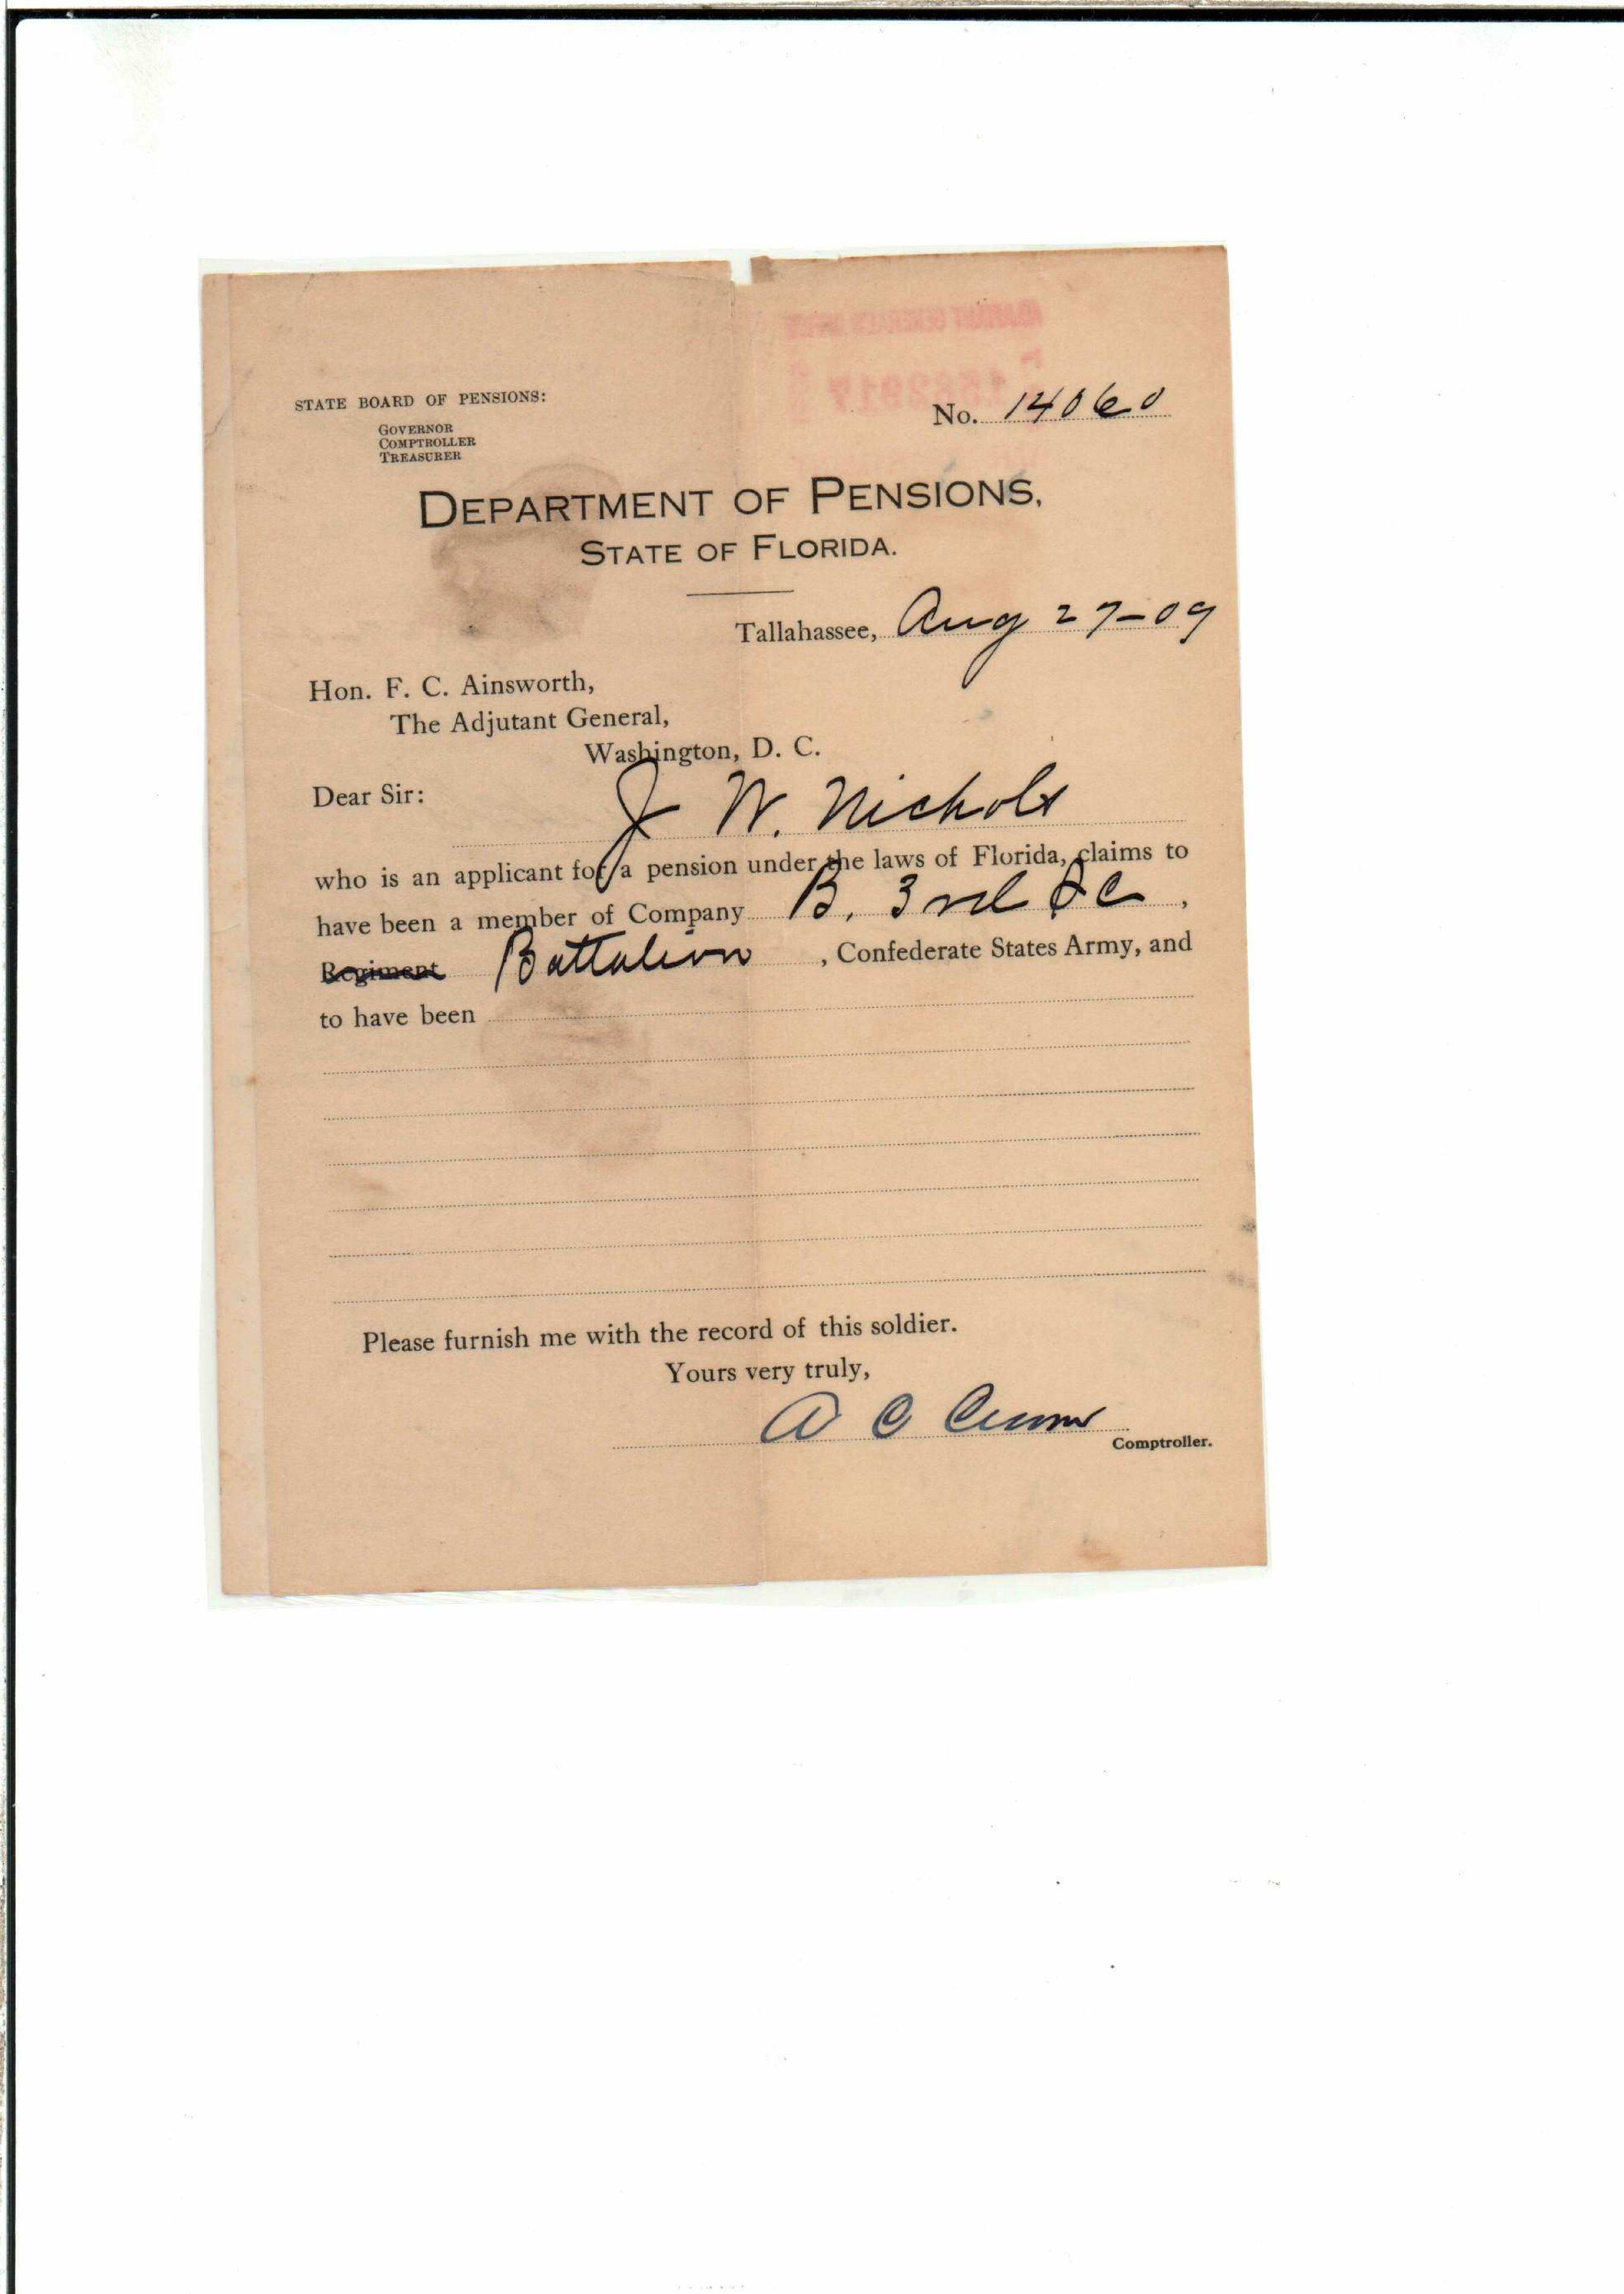 STATE BOARD OF PENSIONS:
GOVERNOR
COMPTROLLER
TREASURER
No. 14060
DEPARTMENT OF PENSIONS,
STATE OF FLORIDA.
Tallahassee, Aug 27-09
Hon. F. C. Ainsworth,
The Adjutant General,
Washington, D. C.
Dear Sir:
J W. Nichols
who is an applicant for a pension under the laws of Florida, claims to
have been a member of Company B, 3rd S C,
Regiment Battalion, Confederate States Army, and
to have been
Please furnish me with the record of this soldier.
Yours very truly,
A C Croom
Comptroller.